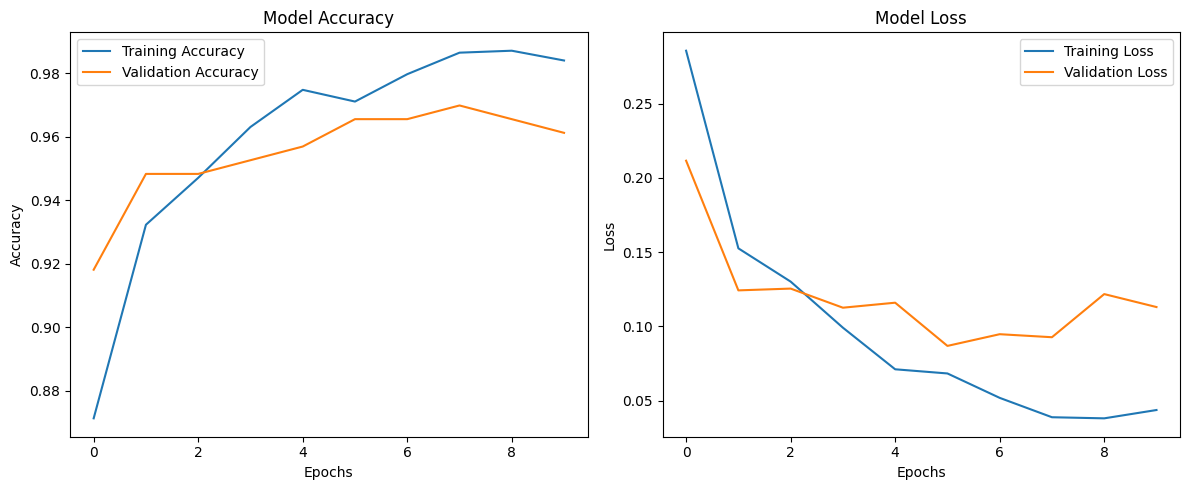 Model Accuracy
Training Accuracy
Validation Accuracy
0.98
0.96
0.94
0.92
0.90
0.88
Accuracy
0 2 4 6 8
Epochs
Model Loss
Training Loss
Validation Loss
0.25
0.20
0.15
0.10
0.05
Loss
0 2 4 6 8
Epochs